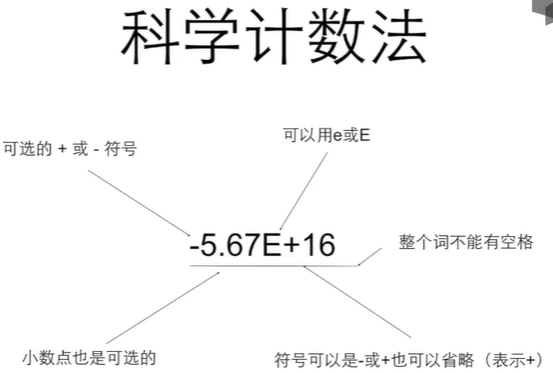 科学计数法
可选的 + 或 - 符号
可以用e或E
-5.67E+16
整个词不能有空格
小数点也是可选的
符号可以是-或+也可以省略（表示+）